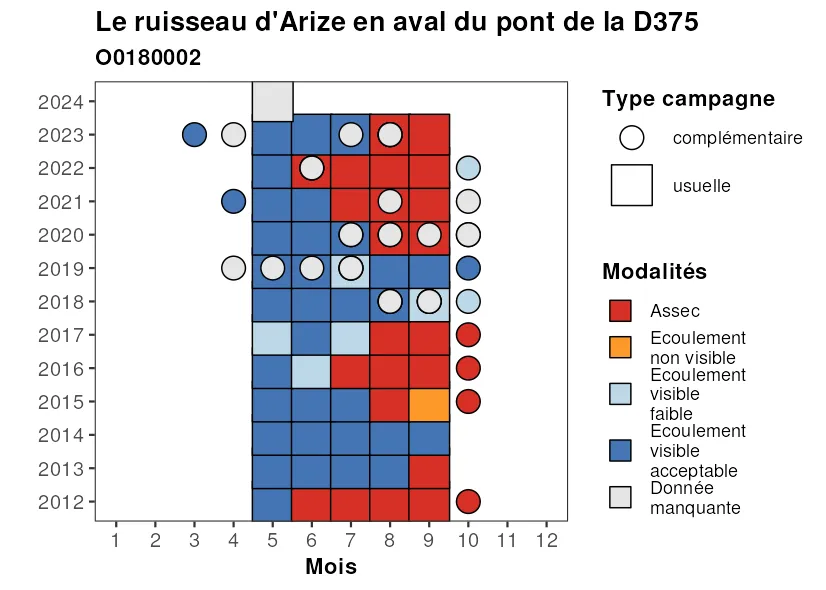 Le ruisseau d'Arize en aval du pont de la D375
O0180002
2024
2023
2022
2021
2020
2019
2018
2017
2016
2015
2014
2013
2012
1 2 3 4 5 6 7 8 9 10 11 12
Mois
Type campagne
complémentaire
usuelle
Modalités
Assec
Ecoulement
non visible
Ecoulement
visible
faible
Ecoulement
visible
acceptable
Donnée
manquante